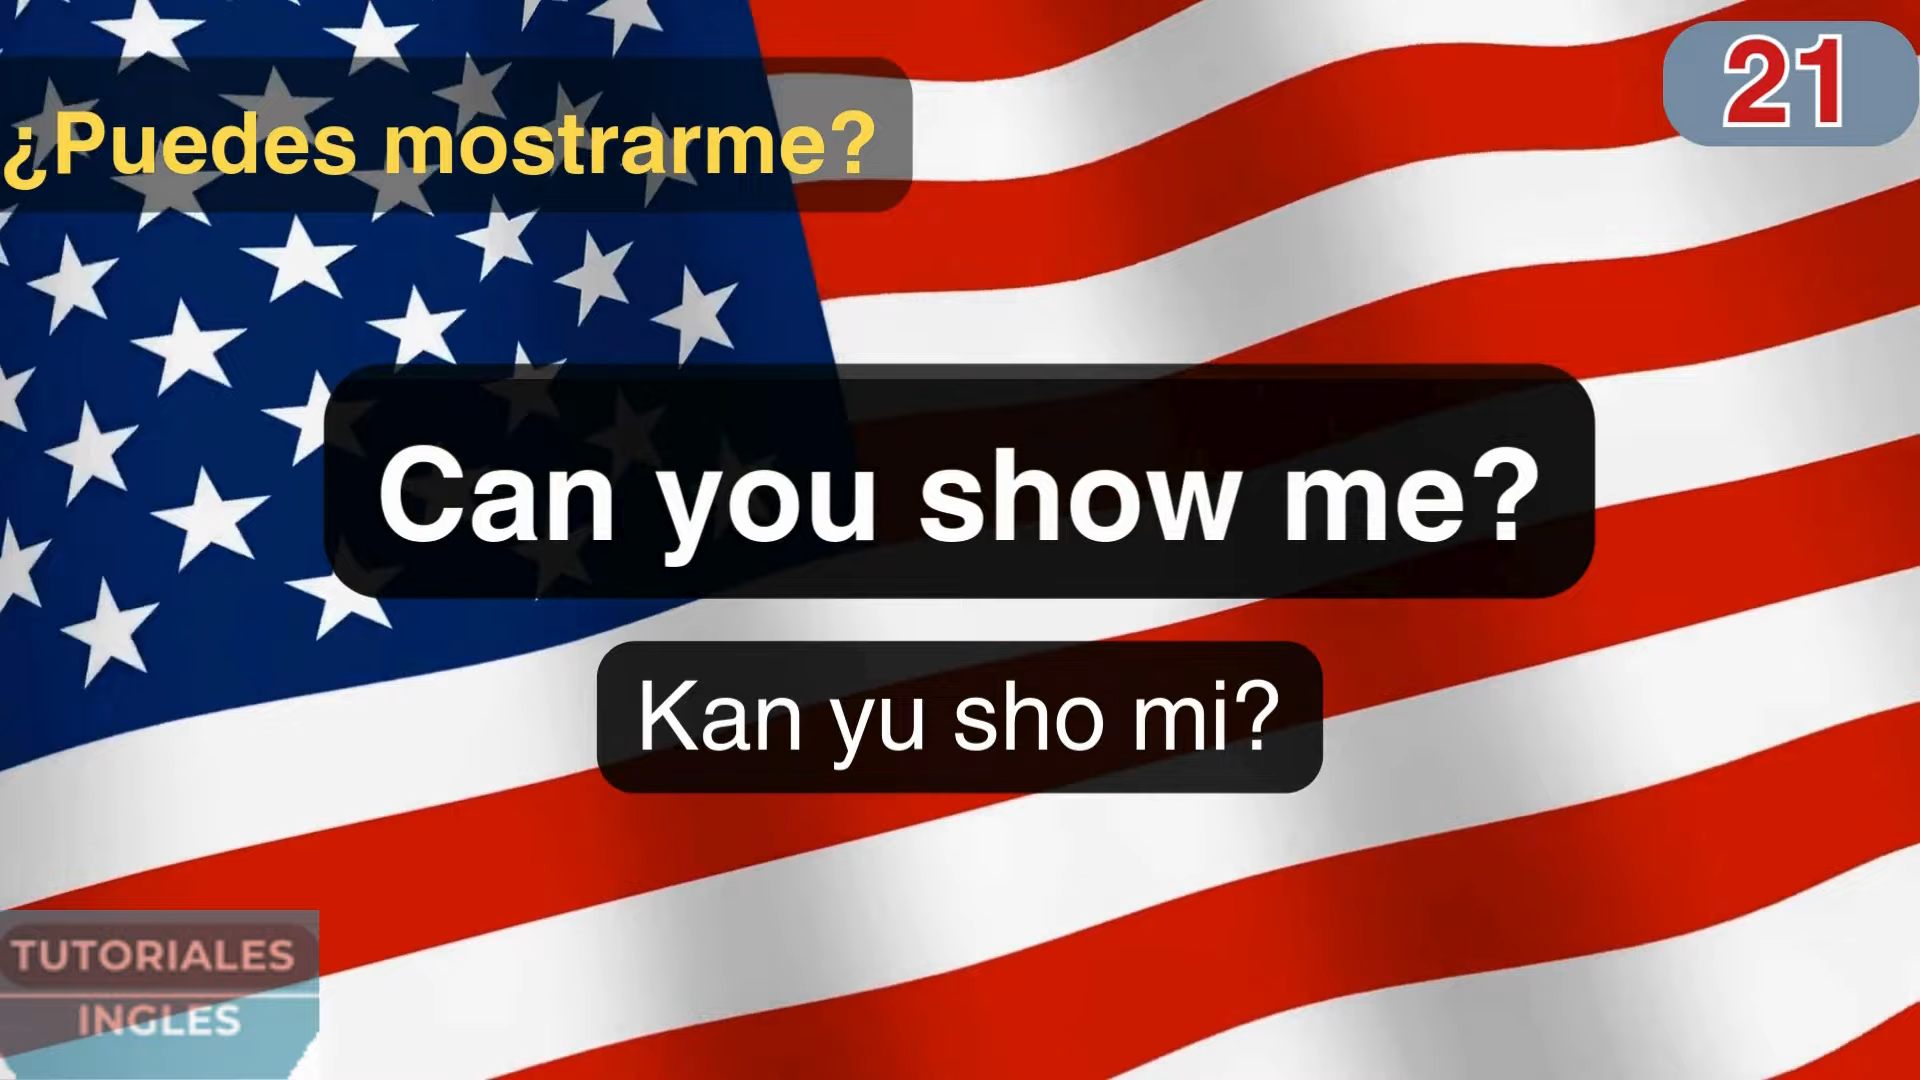 21
¿Puedes mostrarme?
Can you show me?
Kan yu sho mi?
TUTORIALES
INGLES